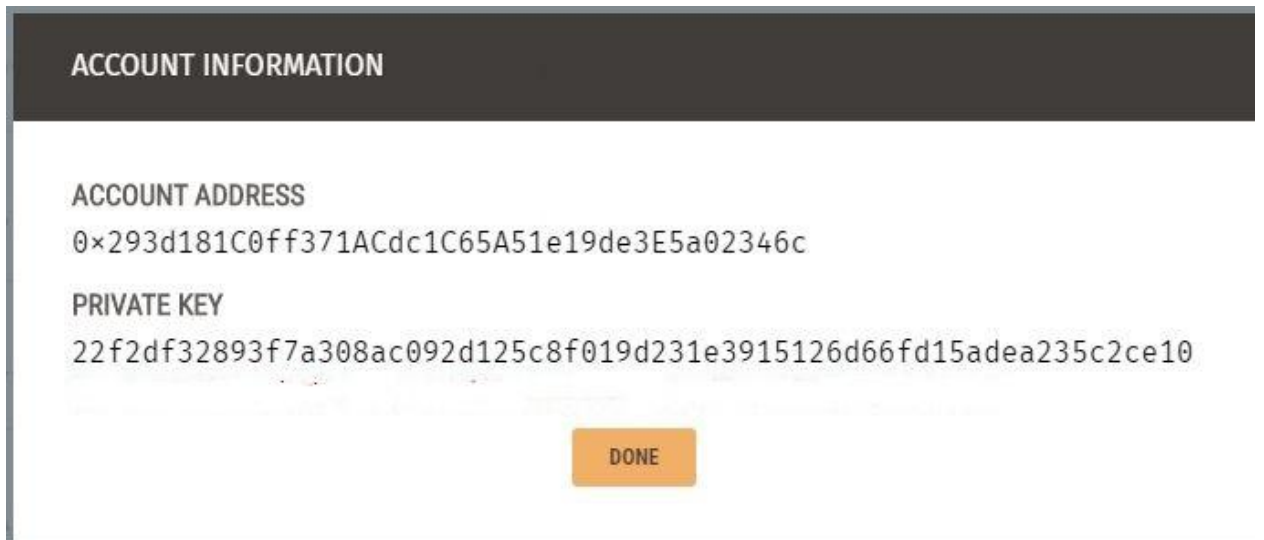 ACCOUNT INFORMATION
ACCOUNT ADDRESS
0×293d181C0ff371ACdc1C65A51e19de3E5a02346c
PRIVATE KEY
22f2df32893f7a308ac092d125c8f019d231e3915126d66fd15adea235c2ce10
DONE